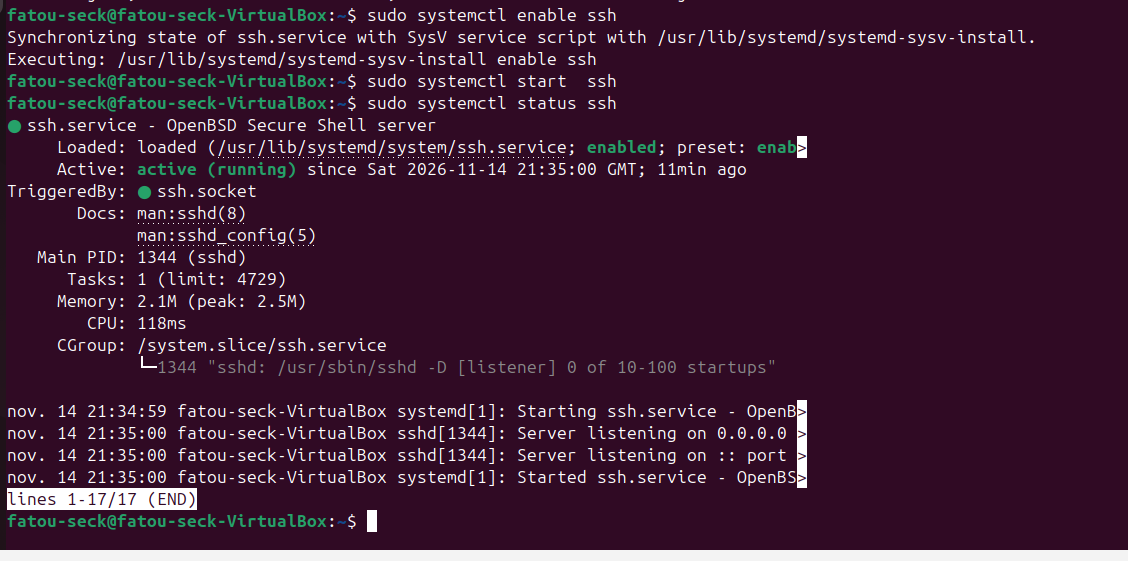 fatou-seck@fatou-seck-VirtualBox:~$ sudo systemctl enable ssh
Synchronizing state of ssh.service with SysV service script with /usr/lib/systemd/systemd-sysv-install.
Executing: /usr/lib/systemd/systemd-sysv-install enable ssh
fatou-seck@fatou-seck-VirtualBox:~$ sudo systemctl start  ssh
fatou-seck@fatou-seck-VirtualBox:~$ sudo systemctl status ssh
● ssh.service - OpenBSD Secure Shell server
     Loaded: loaded (/usr/lib/systemd/system/ssh.service; enabled; preset: enab>
     Active: active (running) since Sat 2026-11-14 21:35:00 GMT; 11min ago
TriggeredBy: ● ssh.socket
       Docs: man:sshd(8)
             man:sshd_config(5)
   Main PID: 1344 (sshd)
      Tasks: 1 (limit: 4729)
     Memory: 2.1M (peak: 2.5M)
        CPU: 118ms
     CGroup: /system.slice/ssh.service
             └─1344 "sshd: /usr/sbin/sshd -D [listener] 0 of 10-100 startups"

nov. 14 21:34:59 fatou-seck-VirtualBox systemd[1]: Starting ssh.service - OpenB>
nov. 14 21:35:00 fatou-seck-VirtualBox sshd[1344]: Server listening on 0.0.0.0 >
nov. 14 21:35:00 fatou-seck-VirtualBox sshd[1344]: Server listening on :: port >
nov. 14 21:35:00 fatou-seck-VirtualBox systemd[1]: Started ssh.service - OpenBS>
lines 1-17/17 (END)
fatou-seck@fatou-seck-VirtualBox:~$